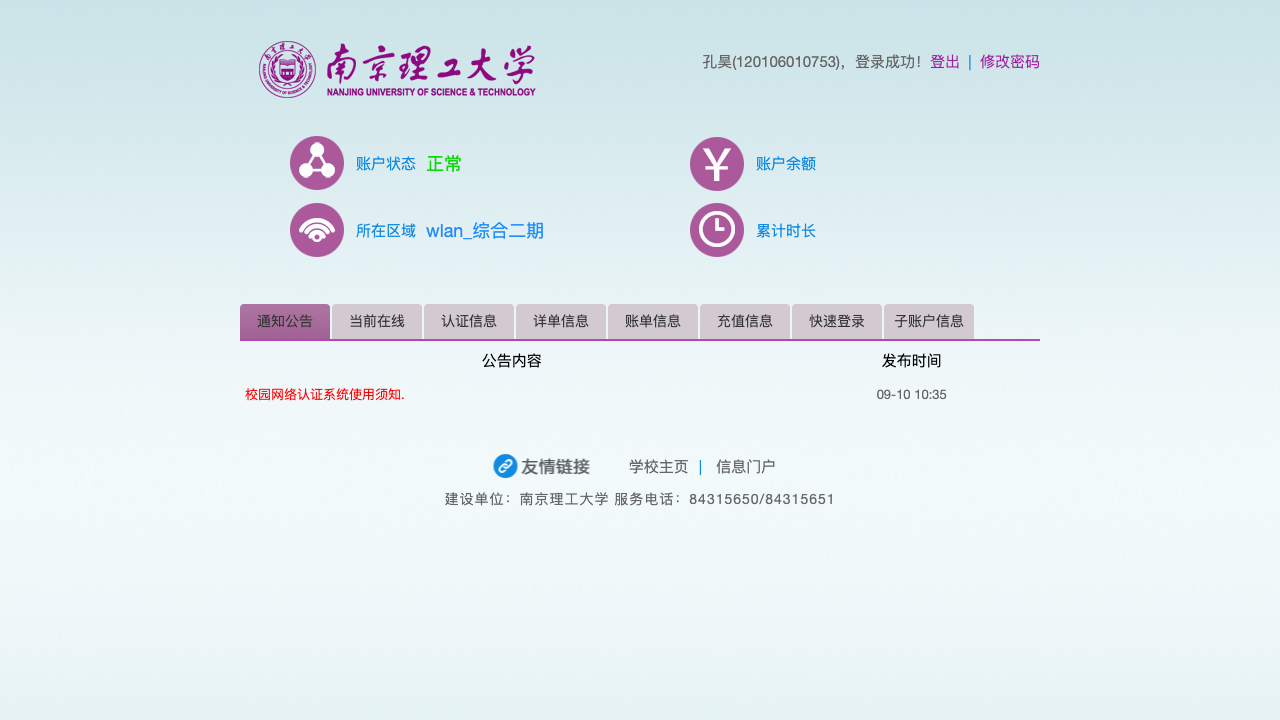 南京理工大学
NANJING UNIVERSITY OF SCIENCE & TECHNOLOGY
孔昊(120106010753)，登录成功！登出 | 修改密码
账户状态 正常
账户余额
所在区域 wlan_综合二期
累计时长
通知公告 当前在线 认证信息 详单信息 账单信息 充值信息 快速登录 子账户信息
公告内容 发布时间
校园网络认证系统使用须知. 09-10 10:35
友情链接 学校主页 | 信息门户
建设单位：南京理工大学 服务电话：84315650/84315651